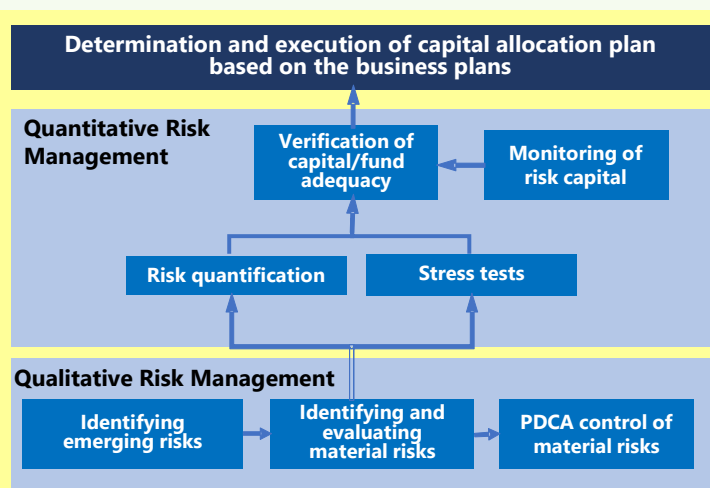 Determination and execution of capital allocation plan
based on the business plans
Quantitative Risk
Management
Verification of
capital/fund
adequacy
Monitoring of
risk capital
Risk quantification
Stress tests
Qualitative Risk Management
Identifying
emerging risks
Identifying and
evaluating
material risks
PDCA control of
material risks